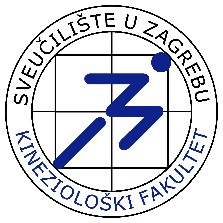 SVEUČILIŠTE U ZAGREBU
KINEZIOLOŠKI FAKULTET